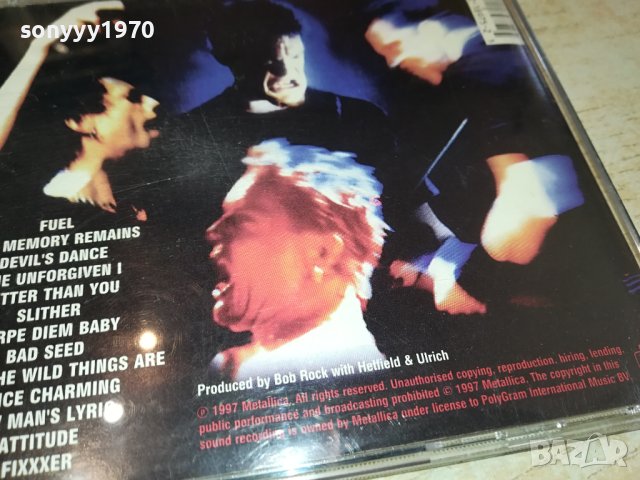 sonyyy1970
FUEL
MEMORY REMAINS
DEVIL'S DANCE
E UNFORGIVEN I
TTER THAN YOU
SLITHER
RPE DIEM BABY
BAD SEED
HE WILD THINGS ARE
CE CHARMING
MAN'S LYRI
ATTITUDE
FIXXXER
Produced by Bob Rock with Hetfield & Ulrich
℗ 1997 Metallica. All rights reserved. Unauthorised copying, reproduction, hiring, lending,
public performance and broadcasting prohibited © 1997 Metallica. The copyright in this
sound recording is owned by Metallica under license to PolyGram International Music BV.
BAZAR
bg